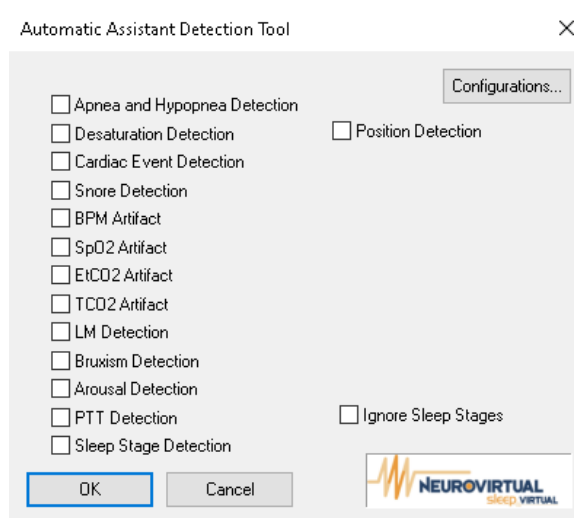 Automatic Assistant Detection Tool
Configurations...
Apnea and Hypopnea Detection
Desaturation Detection
Position Detection
Cardiac Event Detection
Snore Detection
BPM Artifact
SpO2 Artifact
EtCO2 Artifact
TCO2 Artifact
LM Detection
Bruxism Detection
Arousal Detection
PTT Detection
Ignore Sleep Stages
Sleep Stage Detection
OK
Cancel
NEUROVIRTUAL
SLEEP VIRTUAL